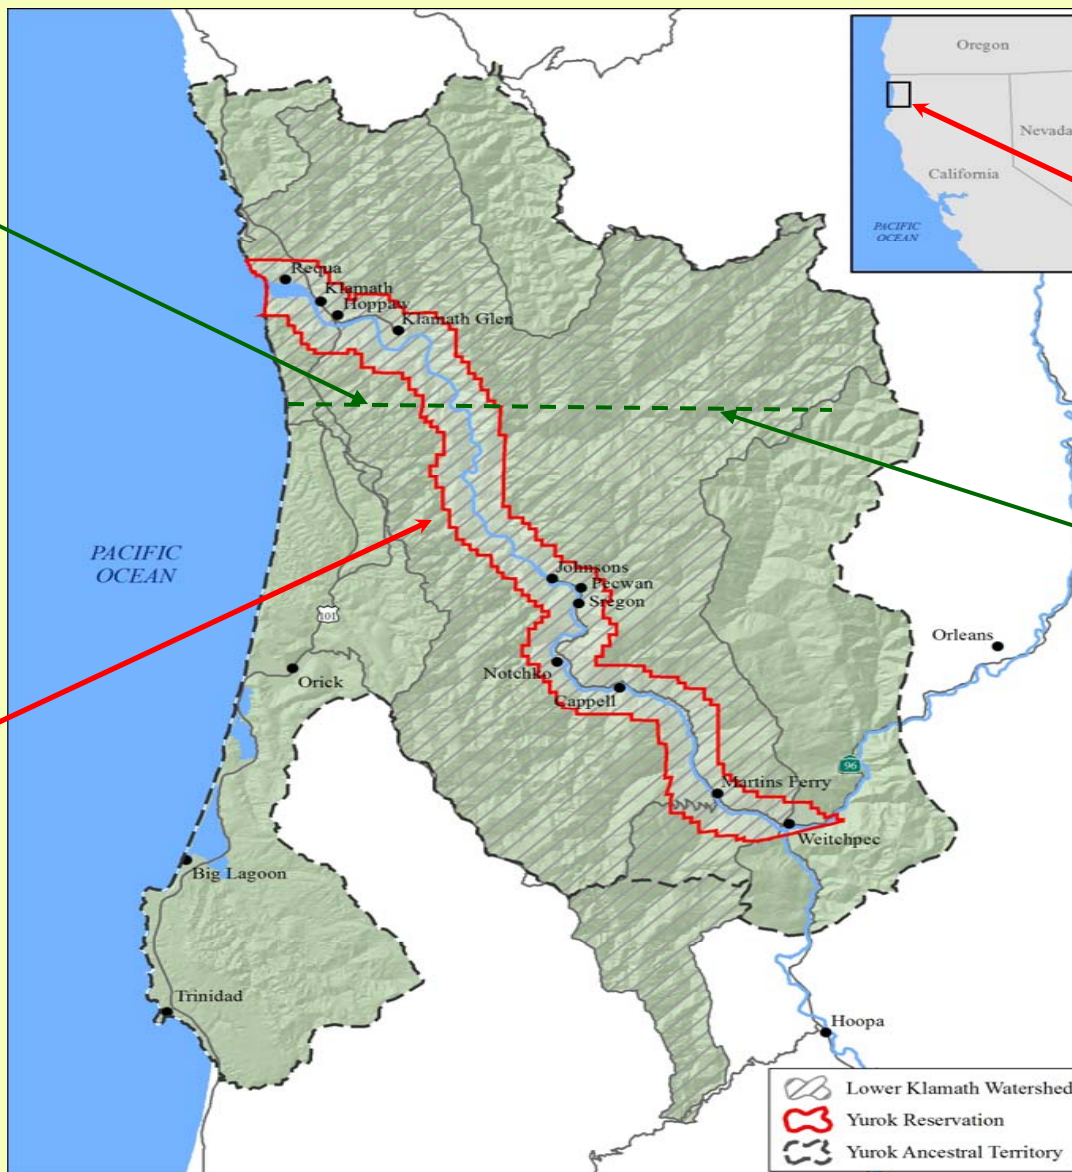 Oregon
Nevada
California
PACIFIC
OCEAN
Requa
Klamath
Hoppaw
Klamath Glen
PACIFIC
OCEAN
Johnsons
Pecwan
Sregon
101
Orleans
Notchko
Orick
Cappell
96
Martins Ferry
Weitchpec
Big Lagoon
Trinidad
Hoopa
Lower Klamath Watershed
Yurok Reservation
Yurok Ancestral Territory